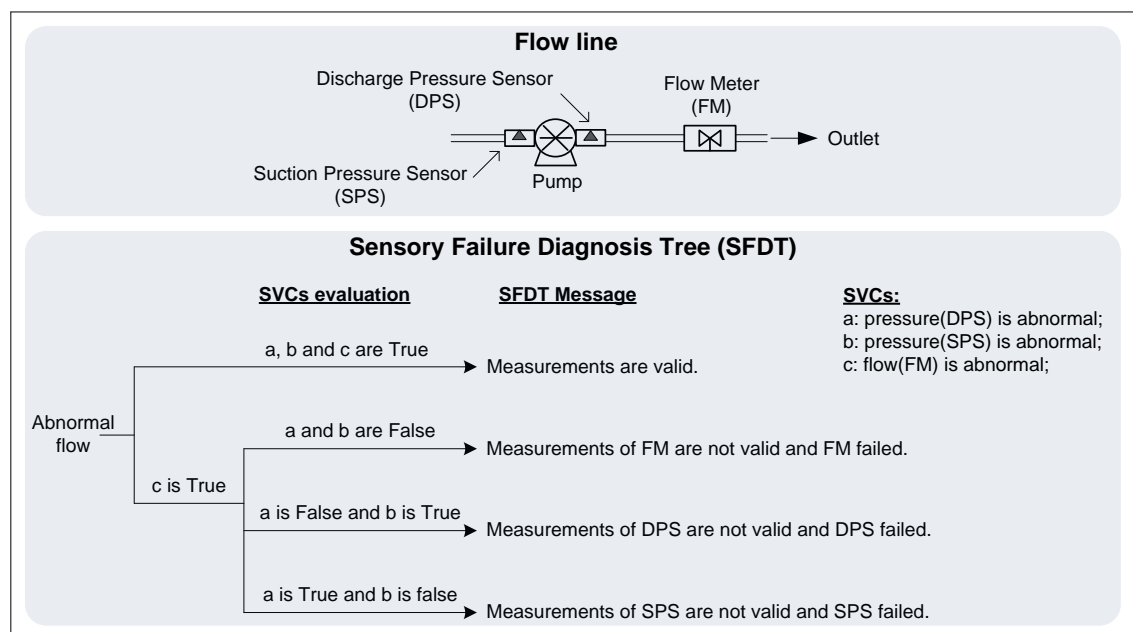 Flow line
Discharge Pressure Sensor
(DPS)
Flow Meter
(FM)
Outlet
Suction Pressure Sensor
(SPS)
Pump
Sensory Failure Diagnosis Tree (SFDT)
SVCs evaluation
SFDT Message
SVCs:
a: pressure(DPS) is abnormal;
b: pressure(SPS) is abnormal;
c: flow(FM) is abnormal;
a, b and c are True
Measurements are valid.
Abnormal
flow
a and b are False
Measurements of FM are not valid and FM failed.
c is True
a is False and b is True
Measurements of DPS are not valid and DPS failed.
a is True and b is false
Measurements of SPS are not valid and SPS failed.